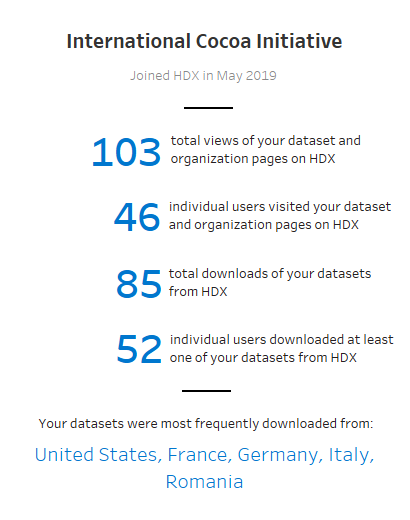 International Cocoa Initiative
Joined HDX in May 2019
103 total views of your dataset and
organization pages on HDX
46 individual users visited your dataset
and organization pages on HDX
85 total downloads of your datasets
from HDX
52 individual users downloaded at least
one of your datasets from HDX
Your datasets were most frequently downloaded from:
United States, France, Germany, Italy,
Romania